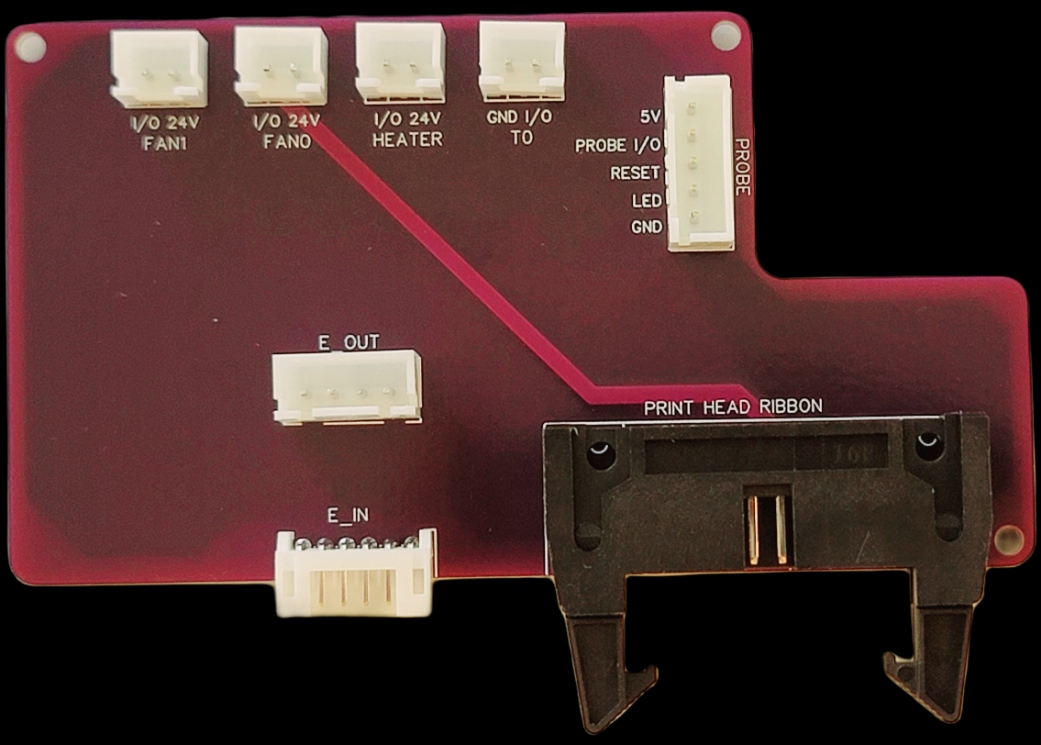 I/O 24V
FAN1
I/O 24V
FAN0
I/O 24V
HEATER
GND I/O
T0
5V
PROBE I/O
RESET
LED
GND
PROBE
E_OUT
PRINT HEAD RIBBON
E_IN